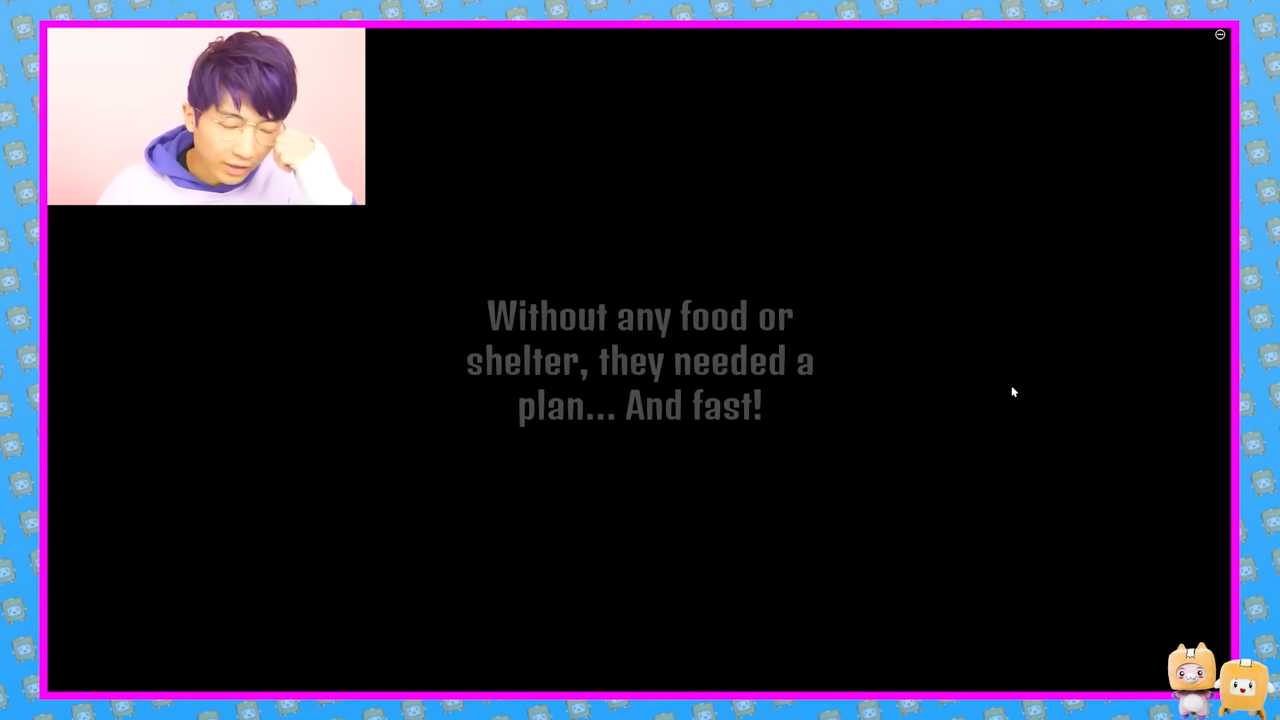 Without any food or
shelter, they needed a
plan... And fast!